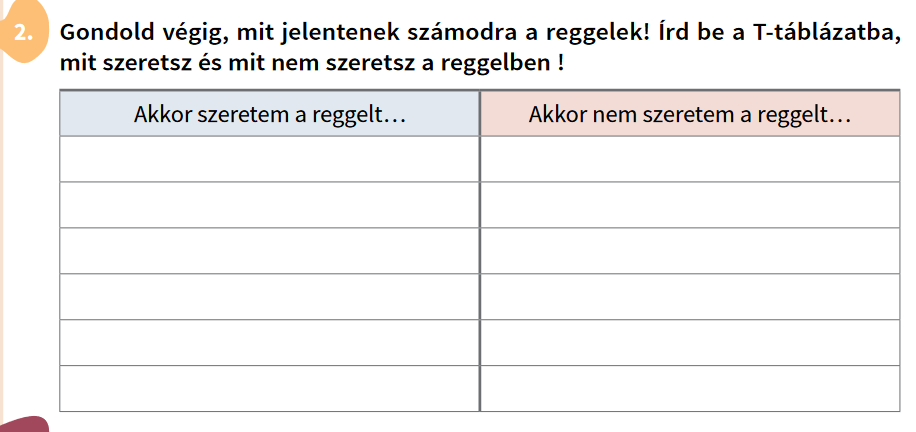 2.
Gondold végig, mit jelentenek számodra a reggelek! Írd be a T-táblázatba,
mit szeretsz és mit nem szeretsz a reggelben !
Akkor szeretem a reggelt…
Akkor nem szeretem a reggelt…